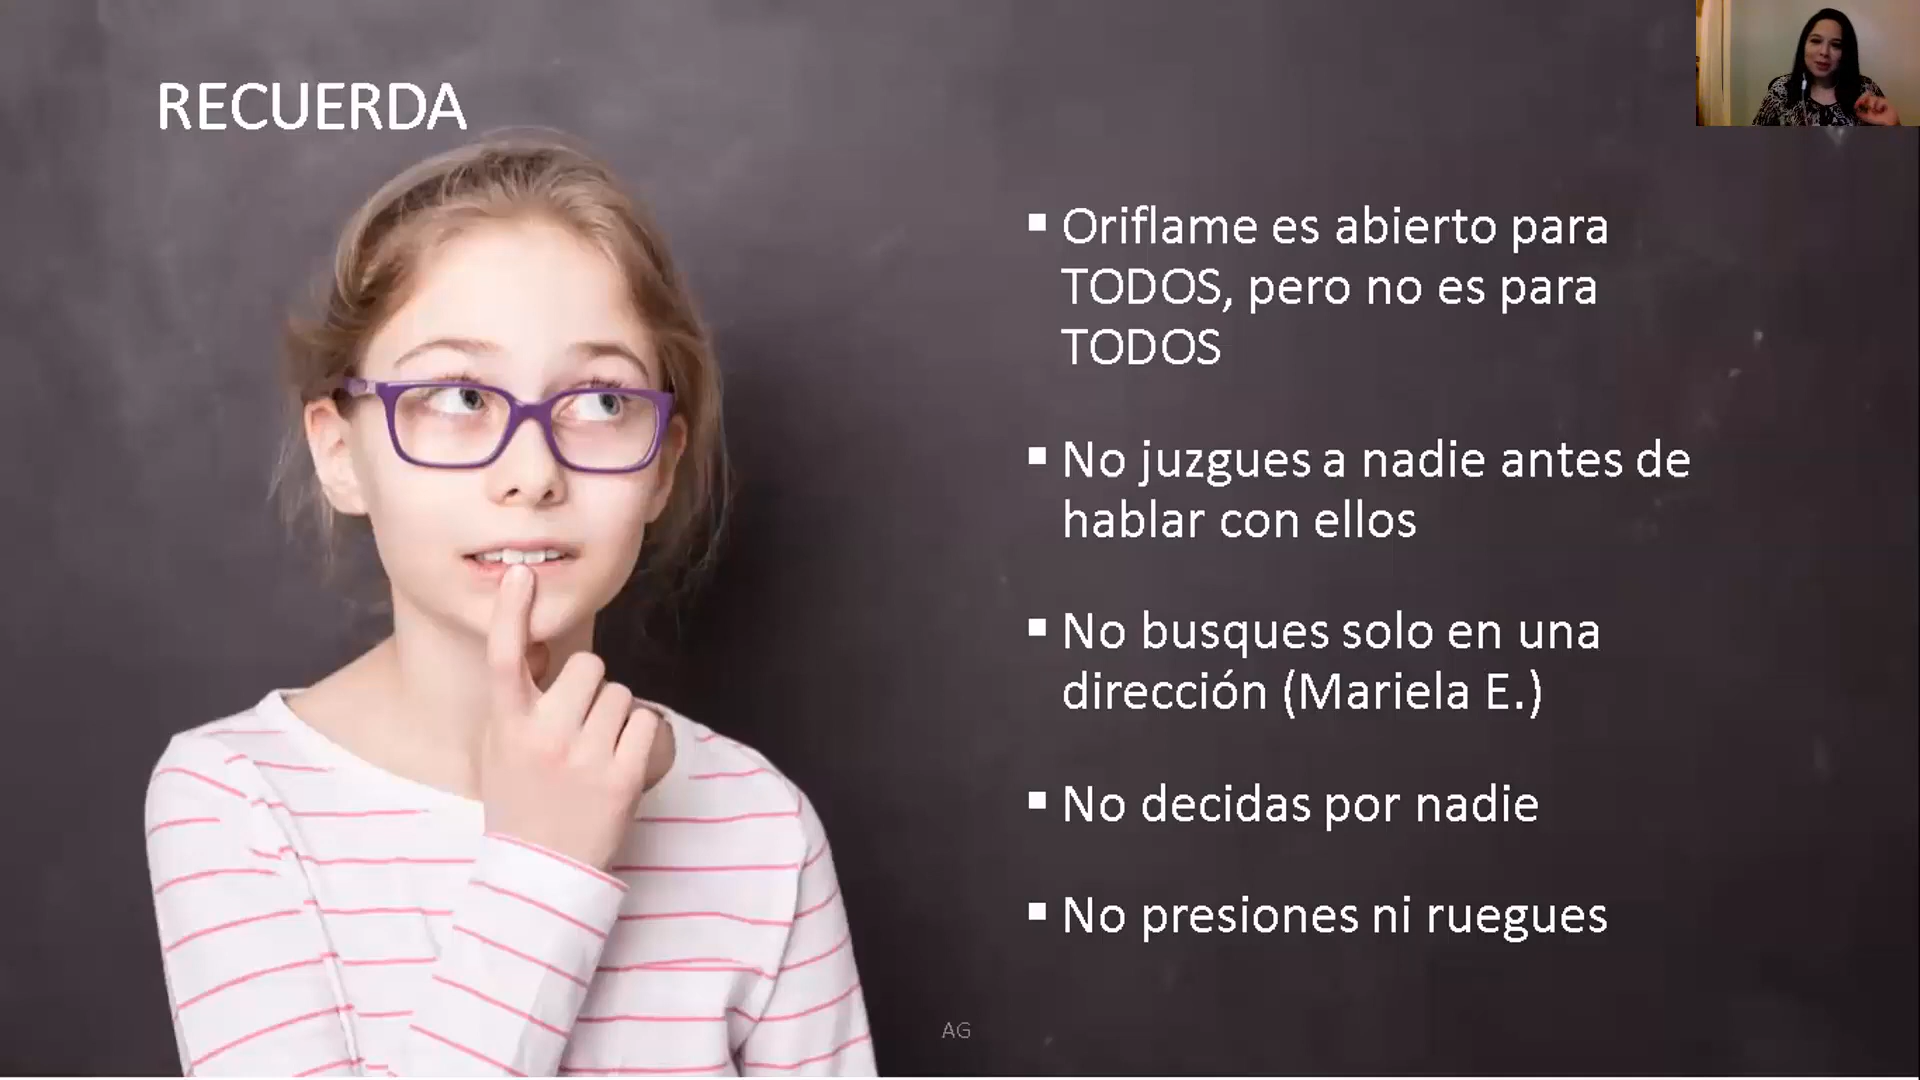 RECUERDA
▪ Oriflame es abierto para
TODOS, pero no es para
TODOS
▪ No juzgues a nadie antes de
hablar con ellos
▪ No busques solo en una
dirección (Mariela E.)
▪ No decidas por nadie
▪ No presiones ni ruegues
AG